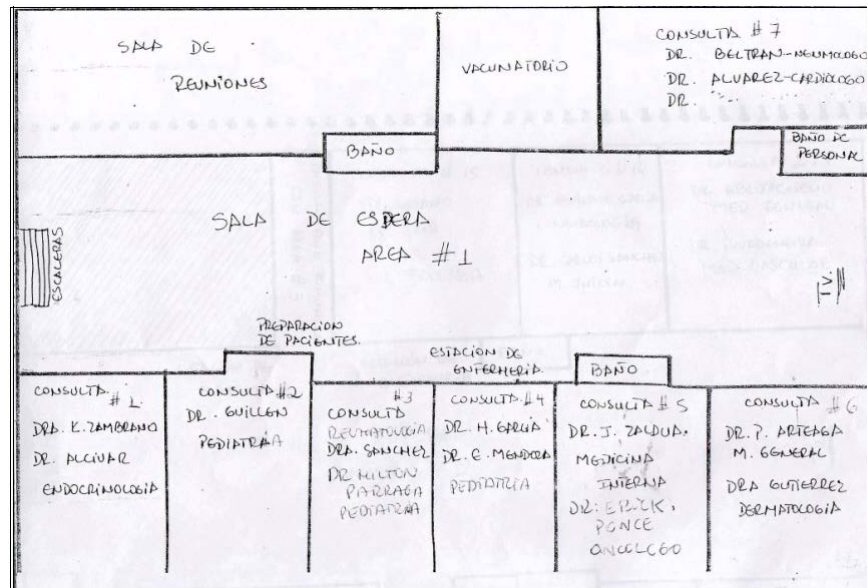 SALA DE
REUNIONES
VACUNATORIO
CONSULTA #7
DR. BELTRAN-NEUMOLOGO
DR. ALVAREZ-CARDIOLOGO
DR.
BAÑO
BAÑO DE
PERSONAL
SALA DE ESPERA
AREA #1
ESCALERAS
TV
PREPARACION
DE PACIENTES.
ESTACION DE
ENFERMERIA
BAÑO
CONSULTA
#1
DRA. K. ZAMBRANO
DR. ALCIVAR
ENDOCRINOLOGIA
CONSULTA #2
DR. GUILLEN
PEDIATRIA
#3
CONSULTA
REUMATOLOGIA
DRA. SANCHEZ
DR MILTON
PARRAGA
PEDIATRIA
CONSULTA #4
DR. H. GARCIA
DR. E. MENDOZA
PEDIATRIA
CONSULTA #5
DR. J. ZALDUA.
MEDICINA
INTERNA
DR: ERICK.
PONCE
ONCOLOGO
CONSULTA #6
DR. P. ARTEAGA
M. GENERAL
DRA GUTIERREZ
DERMATOLOGIA